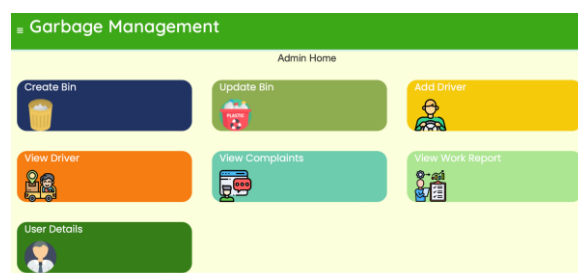 ≡ Garbage Management
Admin Home
Create Bin
Update Bin
Add Driver
PLASTIC
View Driver
View Complaints
View Work Report
User Details